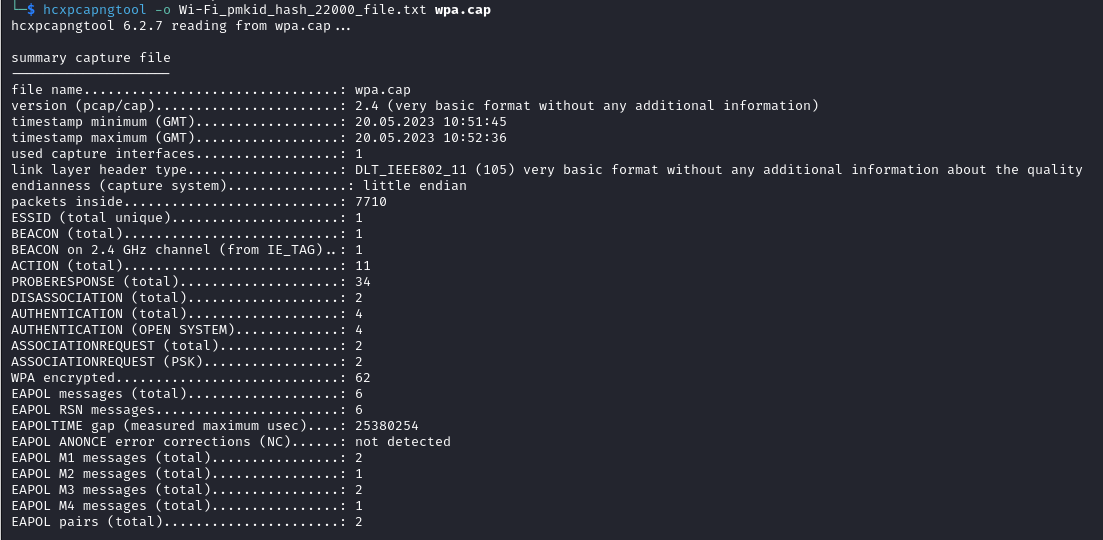 └─$ hcxpcapngtool -o Wi-Fi_pmkid_hash_22000_file.txt wpa.cap
hcxpcapngtool 6.2.7 reading from wpa.cap...
summary capture file
--------------------
file name................................: wpa.cap
version (pcap/cap).......................: 2.4 (very basic format without any additional information)
timestamp minimum (GMT)..................: 20.05.2023 10:51:45
timestamp maximum (GMT)..................: 20.05.2023 10:52:36
used capture interfaces..................: 1
link layer header type...................: DLT_IEEE802_11 (105) very basic format without any additional information about the quality
endianness (capture system)...............: little endian
packets inside...........................: 7710
ESSID (total unique).....................: 1
BEACON (total)...........................: 1
BEACON on 2.4 GHz channel (from IE_TAG)..: 1
ACTION (total)...........................: 11
PROBERESPONSE (total)....................: 34
DISASSOCIATION (total)...................: 2
AUTHENTICATION (total)...................: 4
AUTHENTICATION (OPEN SYSTEM).............: 4
ASSOCIATIONREQUEST (total)...............: 2
ASSOCIATIONREQUEST (PSK).................: 2
WPA encrypted............................: 62
EAPOL messages (total)...................: 6
EAPOL RSN messages.......................: 6
EAPOLTIME gap (measured maximum usec)....: 25380254
EAPOL ANONCE error corrections (NC)......: not detected
EAPOL M1 messages (total)................: 2
EAPOL M2 messages (total)................: 1
EAPOL M3 messages (total)................: 2
EAPOL M4 messages (total)................: 1
EAPOL pairs (total)......................: 2